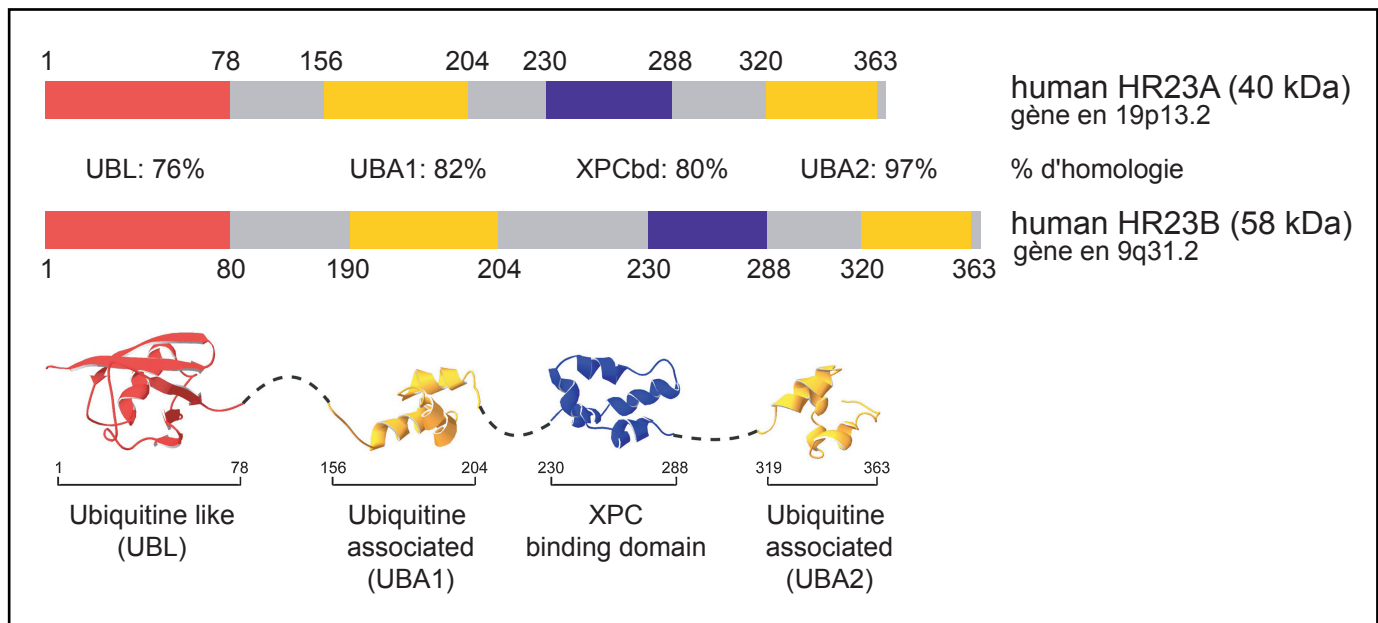 1 78 156 204 230 288 320 363
human HR23A (40 kDa)
gène en 19p13.2
UBL: 76% UBA1: 82% XPCbd: 80% UBA2: 97% % d'homologie
human HR23B (58 kDa)
gène en 9q31.2
1 80 190 204 230 288 320 363
1 78 156 204 230 288 319 363
Ubiquitine like
(UBL)
Ubiquitine
associated
(UBA1)
XPC
binding domain
Ubiquitine
associated
(UBA2)